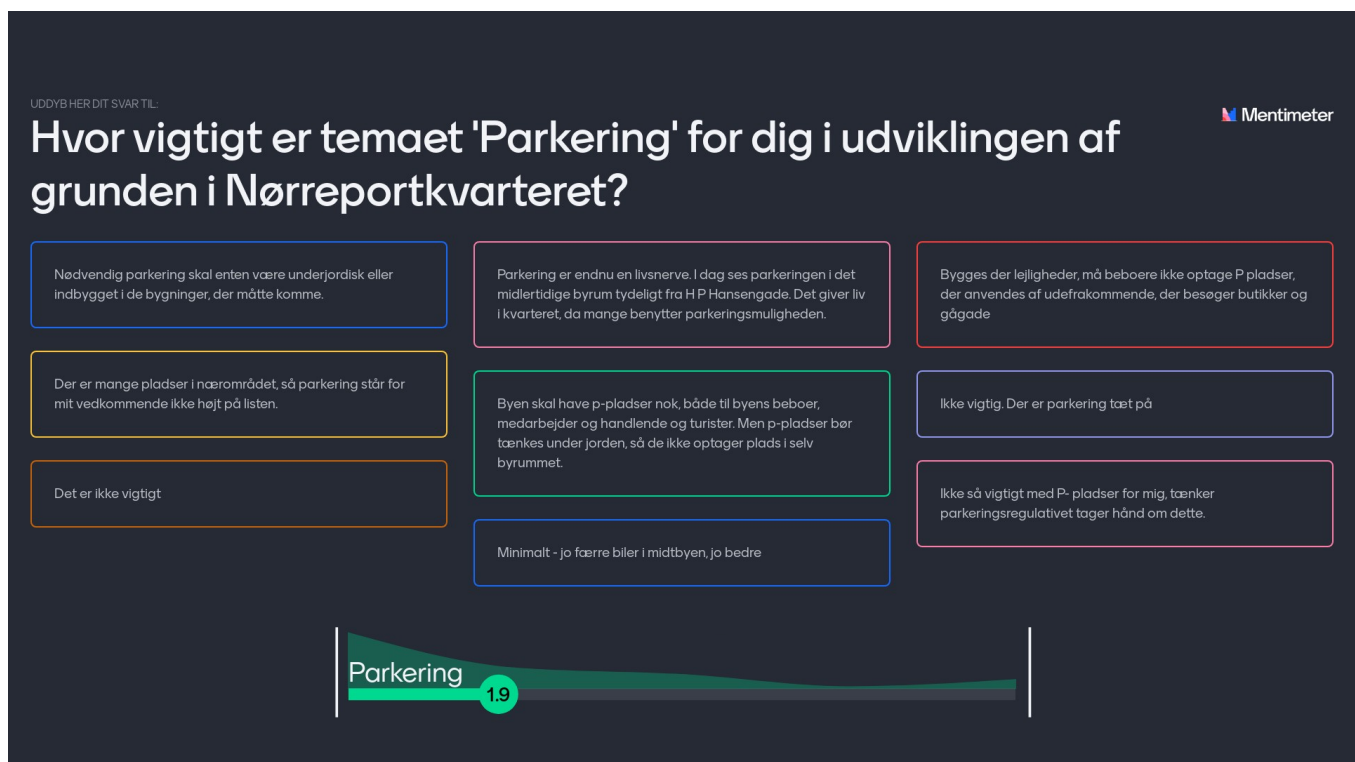 UDDYB HER DIT SVAR TIL:
Hvor vigtigt er temaet 'Parkering' for dig i udviklingen af
grunden i Nørreportkvarteret?
Mentimeter
Nødvendig parkering skal enten være underjordisk eller
indbygget i de bygninger, der måtte komme.
Der er mange pladser i nærområdet, så parkering står for
mit vedkommende ikke højt på listen.
Det er ikke vigtigt
Parkering er endnu en livsnerve. I dag ses parkeringen i det
midlertidige byrum tydeligt fra H P Hansengade. Det giver liv
i kvarteret, da mange benytter parkeringsmuligheden.
Byen skal have p-pladser nok, både til byens beboer,
medarbejder og handlende og turister. Men p-pladser bør
tænkes under jorden, så de ikke optager plads i selv
byrummet.
Minimalt - jo færre biler i midtbyen, jo bedre
Bygges der lejligheder, må beboere ikke optage P pladser,
der anvendes af udefrakommende, der besøger butikker og
gågade
Ikke vigtig. Der er parkering tæt på
Ikke så vigtigt med P- pladser for mig, tænker
parkeringsregulativet tager hånd om dette.
Parkering
1.9